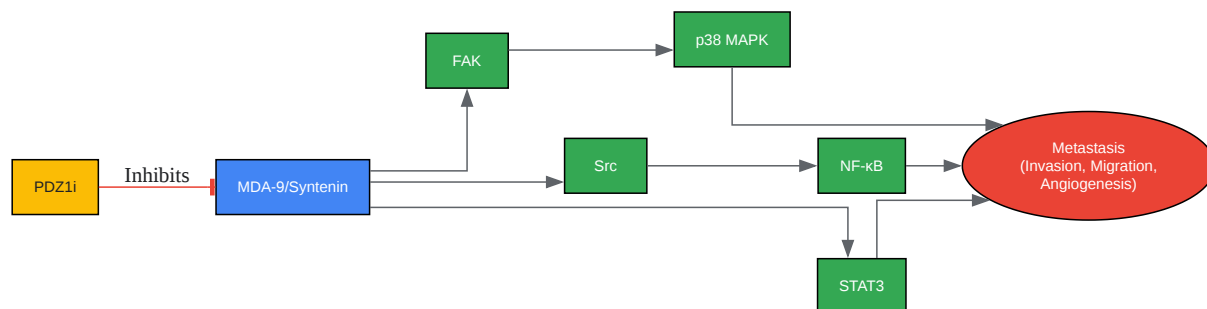 PDZ1i
Inhibits
MDA-9/Syntenin
FAK
p38 MAPK
Src
NF-κB
STAT3
Metastasis
(Invasion, Migration,
Angiogenesis)